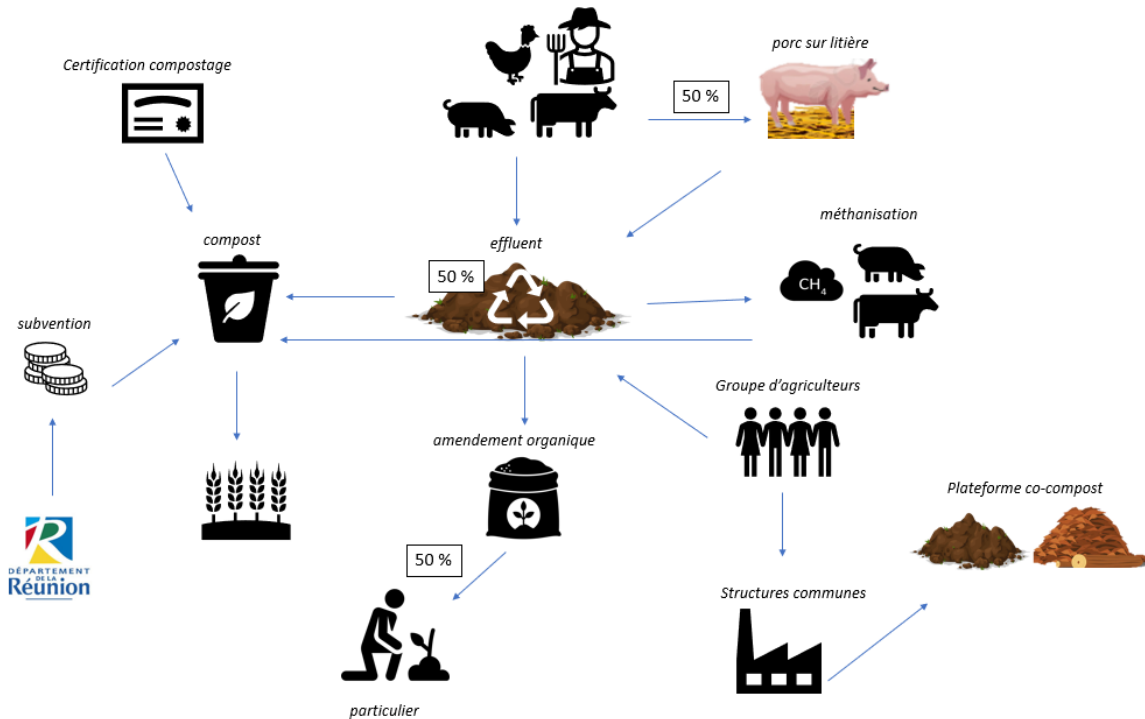 porc sur litière
Certification compostage
50 %
méthanisation
compost
effluent
50 %
CH4
subvention
Groupe d'agriculteurs
amendement organique
Plateforme co-compost
DÉPARTEMENT
DE LA
Réunion
50 %
Structures communes
particulier